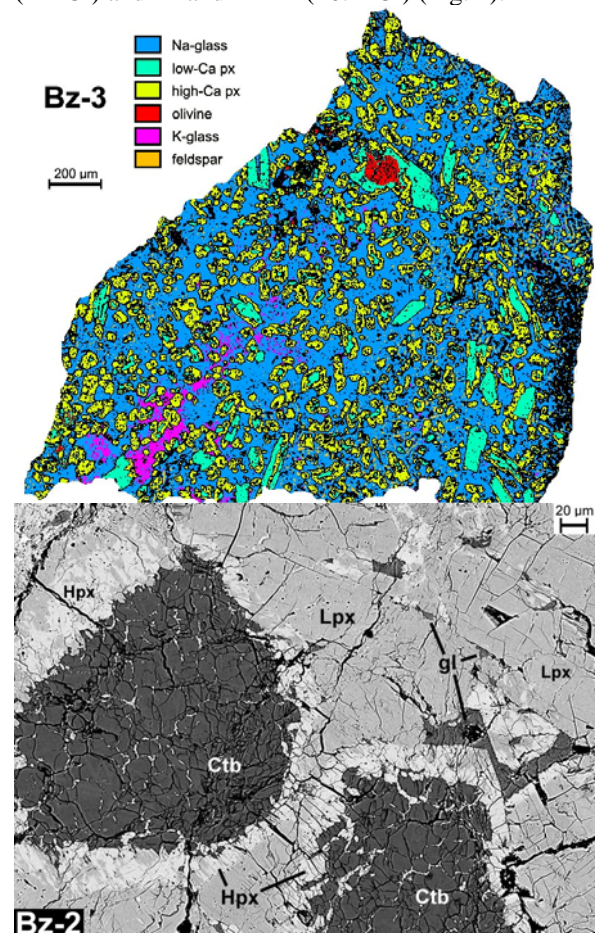 Na-glass
low-Ca px
high-Ca px
olivine
K-glass
feldspar
Bz-3
200 µm
20 µm
Hpx
Lpx
gl
Lpx
Ctb
Hpx
Ctb
Bz-2